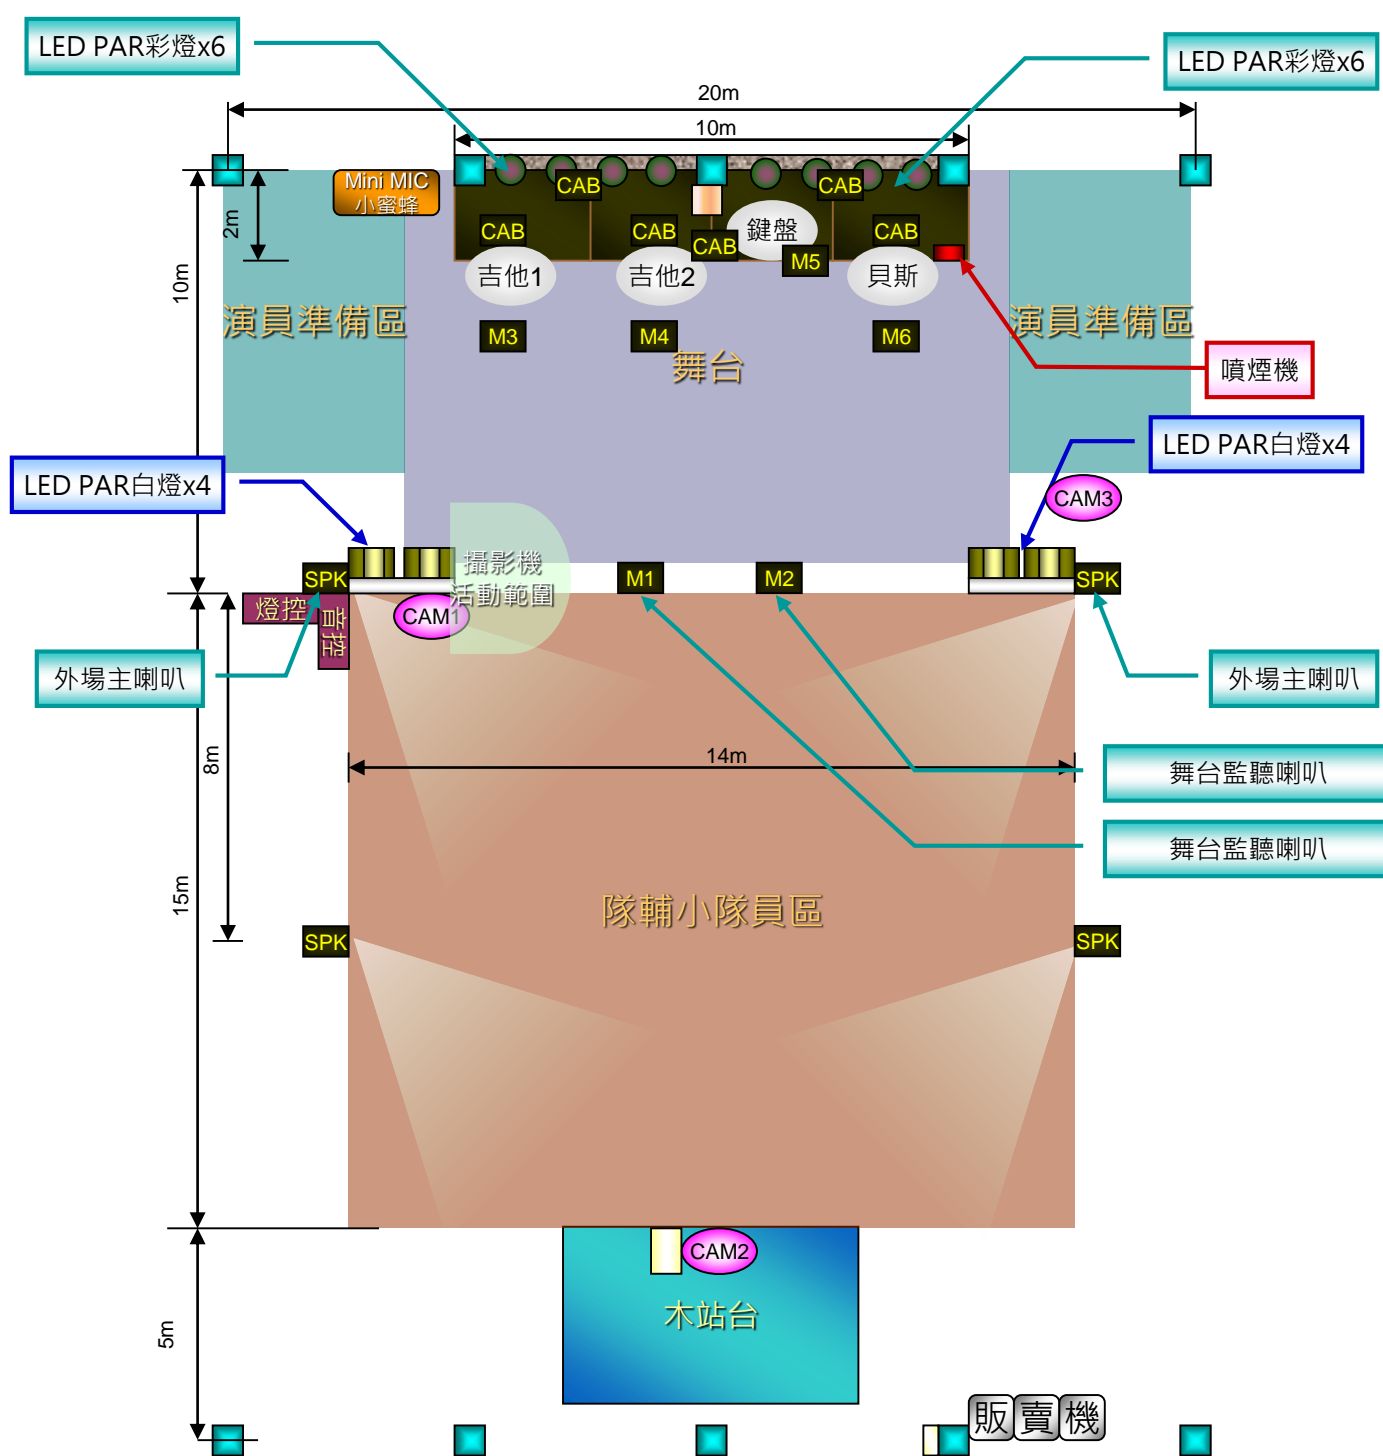 LED PAR彩燈x6
LED PAR彩燈x6
20m
10m
Mini MIC
小蜜蜂
CAB
CAB
2m
CAB
CAB
CAB
鍵盤
CAB
M5
10m
吉他1
吉他2
貝斯
演員準備區
演員準備區
M3
M4
M6
舞台
噴煙機
LED PAR白燈x4
LED PAR白燈x4
CAM3
攝影機
活動範圍
SPK
M1
M2
SPK
燈控
音控
CAM1
外場主喇叭
外場主喇叭
8m
14m
舞台監聽喇叭
舞台監聽喇叭
15m
隊輔小隊員區
SPK
SPK
CAM2
木站台
5m
販賣機